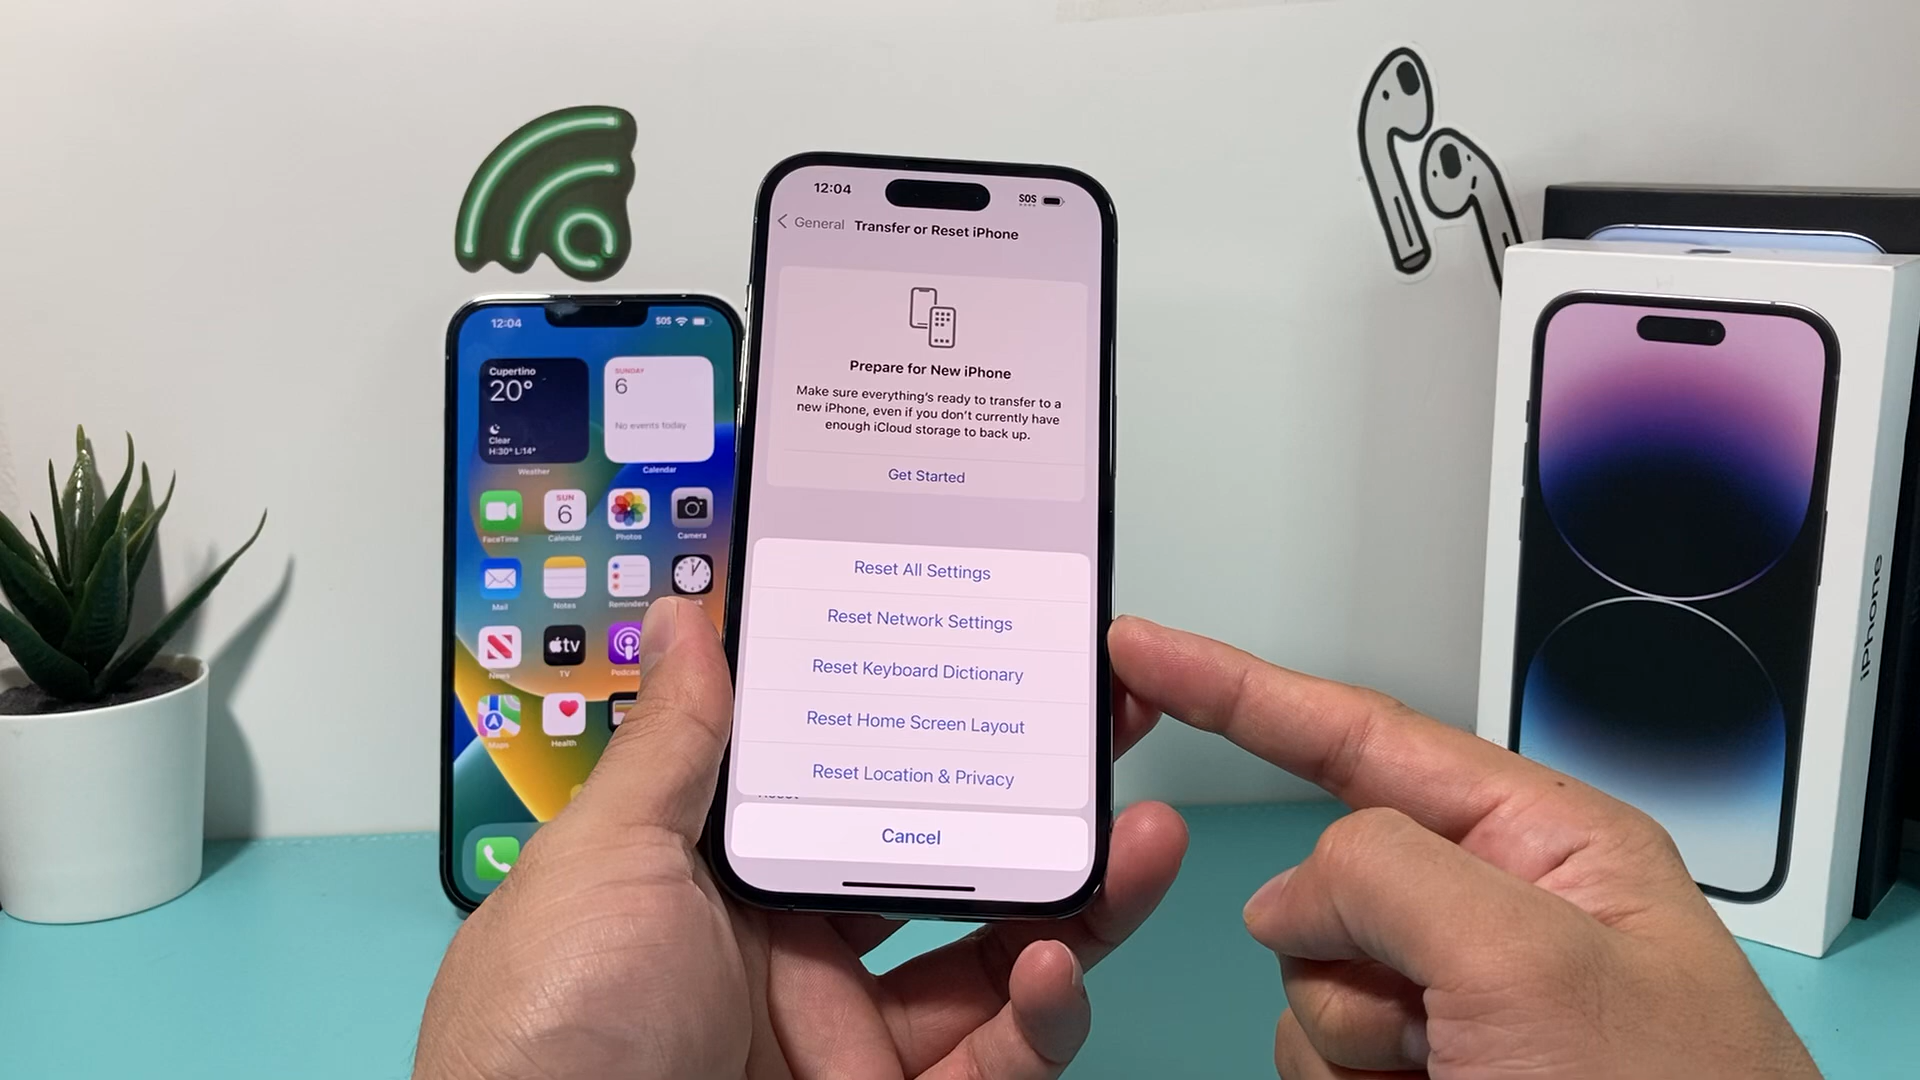 12:04
SOS
General
Transfer or Reset iPhone
Prepare for New iPhone
Make sure everything's ready to transfer to a
new iPhone, even if you don't currently have
enough iCloud storage to back up.
Get Started
Reset All Settings
Reset Network Settings
Reset Keyboard Dictionary
Reset Home Screen Layout
Reset Location & Privacy
Cancel
12:04
SOS
Cupertino
20°
Clear
H:30° L:14°
Weather
SUNDAY
6
No events today
Calendar
SUN
6
FaceTime
Calendar
Photos
Camera
Mail
Notes
Reminders
tv
News
TV
Maps
Health
iPhone